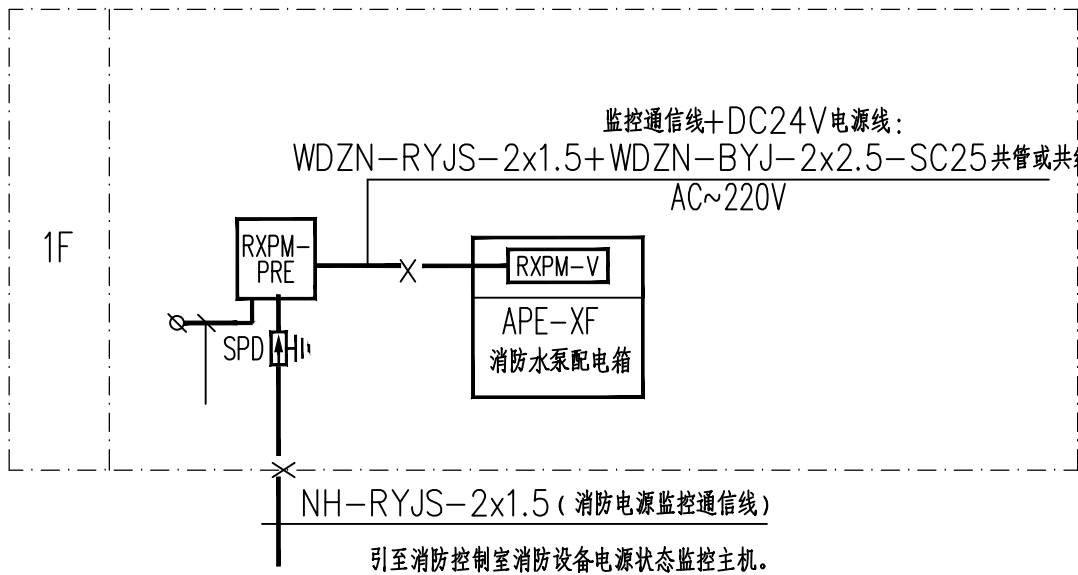 监控通信线+DC24V电源线:
WDZN-RYJS-2x1.5+WDZN-BYJ-2x2.5-SC25共管或共
AC~220V
1F
RXPM-
PRE
RXPM-V
APE-XF
消防水泵配电箱
SPD
NH-RYJS-2x1.5(消防电源监控通信线)
引至消防控制室消防设备电源状态监控主机。